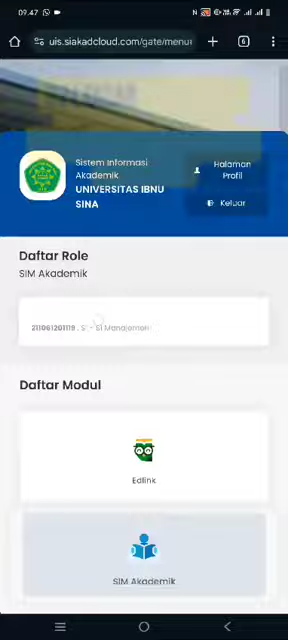 09.47
uis.siakadcloud.com/gate/menu
6
Sistem Informasi
Akademik
UNIVERSITAS IBNU
SINA
Halaman
Profil
Keluar
Daftar Role
SIM Akademik
211061201119 , S1 - S1 Manajemen
Daftar Modul
Edlink
SIM Akademik